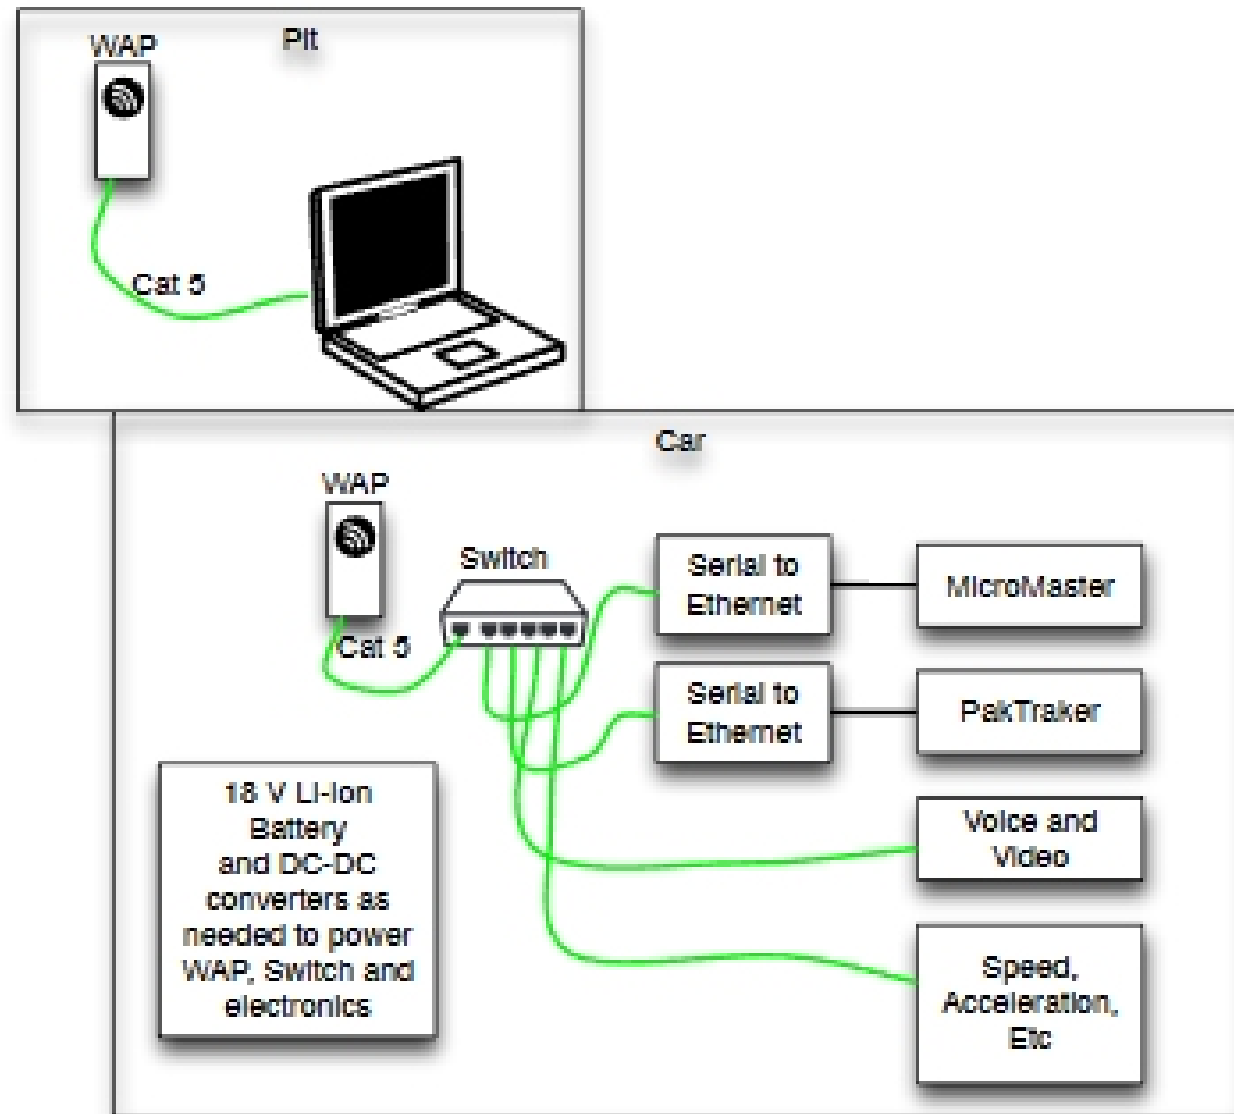 WAP
Pit
Cat 5
Car
WAP
Switch
Cat 5
Serial to
Ethernet
MicroMaster
Serial to
Ethernet
PakTraker
Voice and
Video
Speed,
Acceleration,
Etc
18 V Li-Ion
Battery
and DC-DC
converters as
needed to power
WAP, Switch and
electronics